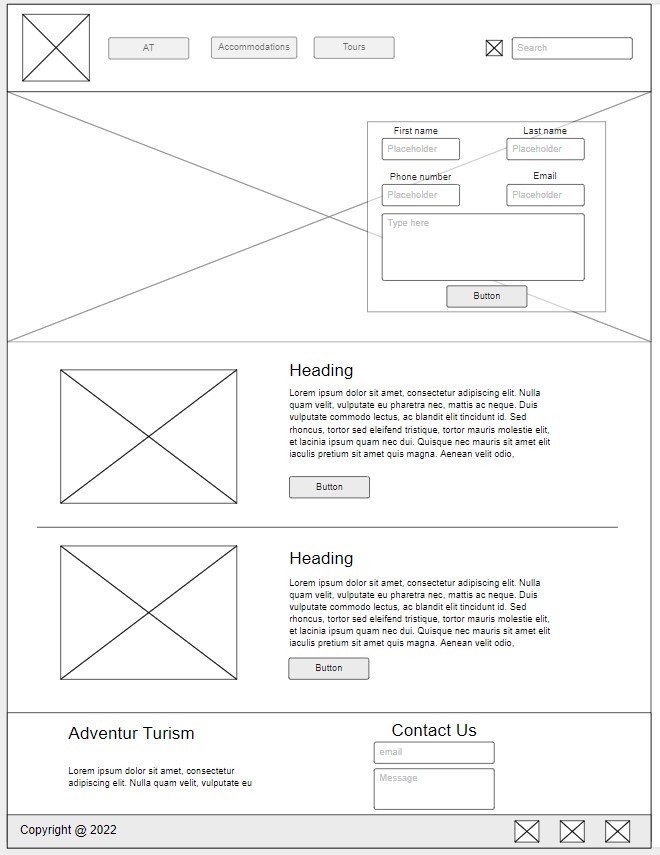 AT
Accommodations
Tours
Search
First name
Last name
Placeholder
Placeholder
Phone number
Email
Placeholder
Placeholder
Type here
Button
Heading
Lorem ipsum dolor sit amet, consectetur adipiscing elit. Nulla
quam velit, vulputate eu pharetra nec, mattis ac neque. Duis
vulputate commodo lectus, ac blandit elit tincidunt id. Sed
rhoncus, tortor sed eleifend tristique, tortor mauris molestie elit,
et lacinia ipsum quam nec dui. Quisque nec mauris sit amet elit
iaculis pretium sit amet quis magna. Aenean velit odio,
Button
Heading
Lorem ipsum dolor sit amet, consectetur adipiscing elit. Nulla
quam velit, vulputate eu pharetra nec, mattis ac neque. Duis
vulputate commodo lectus, ac blandit elit tincidunt id. Sed
rhoncus, tortor sed eleifend tristique, tortor mauris molestie elit,
et lacinia ipsum quam nec dui. Quisque nec mauris sit amet elit
iaculis pretium sit amet quis magna. Aenean velit odio,
Button
Adventur Turism
Lorem ipsum dolor sit amet, consectetur
adipiscing elit. Nulla quam velit, vulputate eu
Contact Us
email
Message
Copyright @ 2022